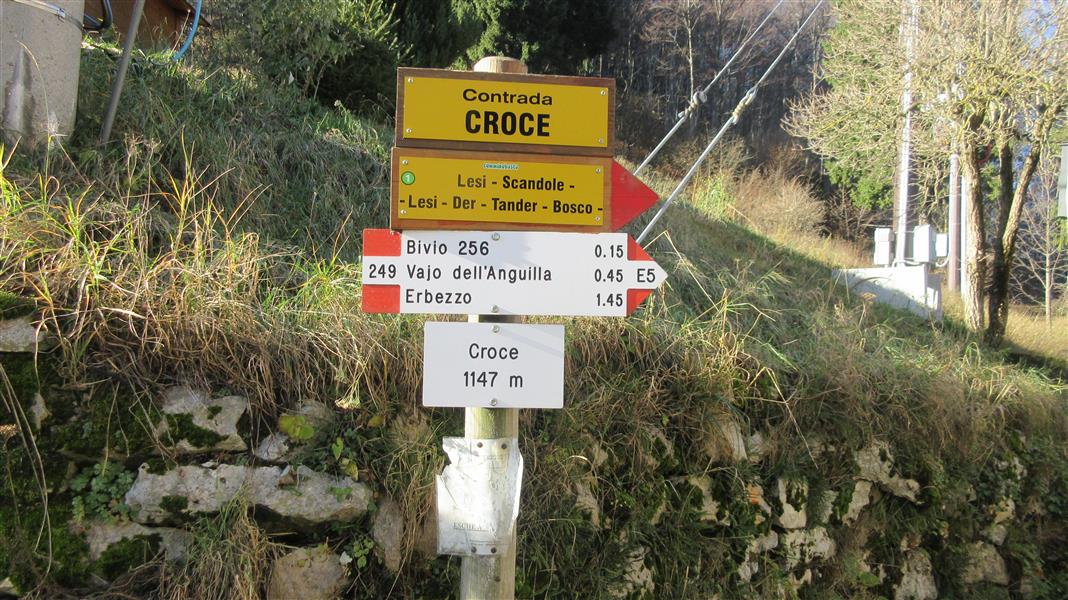 Contrada
CROCE
1
Lesi - Scandole -
- Lesi - Der - Tander - Bosco -
Bivio 256 0.15
249 Vajo dell'Anguilla 0.45 E5
Erbezzo 1.45
Croce
1147 m